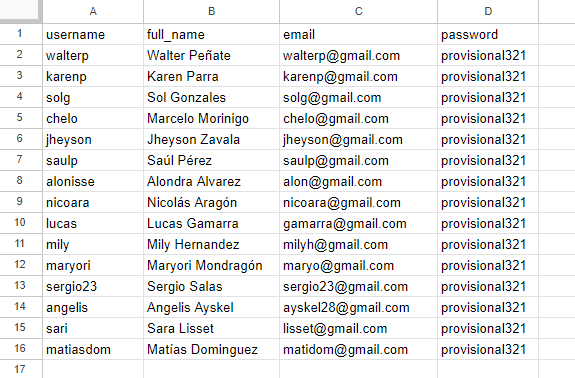 A B C D
1 username full_name email password
2 walterp Walter Peñate walterp@gmail.com provisional321
3 karenp Karen Parra karenp@gmail.com provisional321
4 solg Sol Gonzales solg@gmail.com provisional321
5 chelo Marcelo Morinigo chelo@gmail.com provisional321
6 jheyson Jheyson Zavala jheyson@gmail.com provisional321
7 saulp Saúl Pérez saulp@gmail.com provisional321
8 alonisse Alondra Alvarez alon@gmail.com provisional321
9 nicoara Nicolás Aragón nicoara@gmail.com provisional321
10 lucas Lucas Gamarra gamarra@gmail.com provisional321
11 mily Mily Hernandez milyh@gmail.com provisional321
12 maryori Maryori Mondragón maryo@gmail.com provisional321
13 sergio23 Sergio Salas sergio23@gmail.com provisional321
14 angelis Angelis Ayskel ayskel28@gmail.com provisional321
15 sari Sara Lisset lisset@gmail.com provisional321
16 matiasdom Matías Dominguez matidom@gmail.com provisional321
17